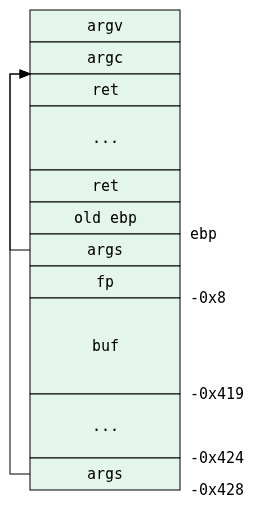 argv
argc
ret
...
ret
old ebp
ebp
args
fp
-0x8
buf
-0x419
...
-0x424
args
-0x428